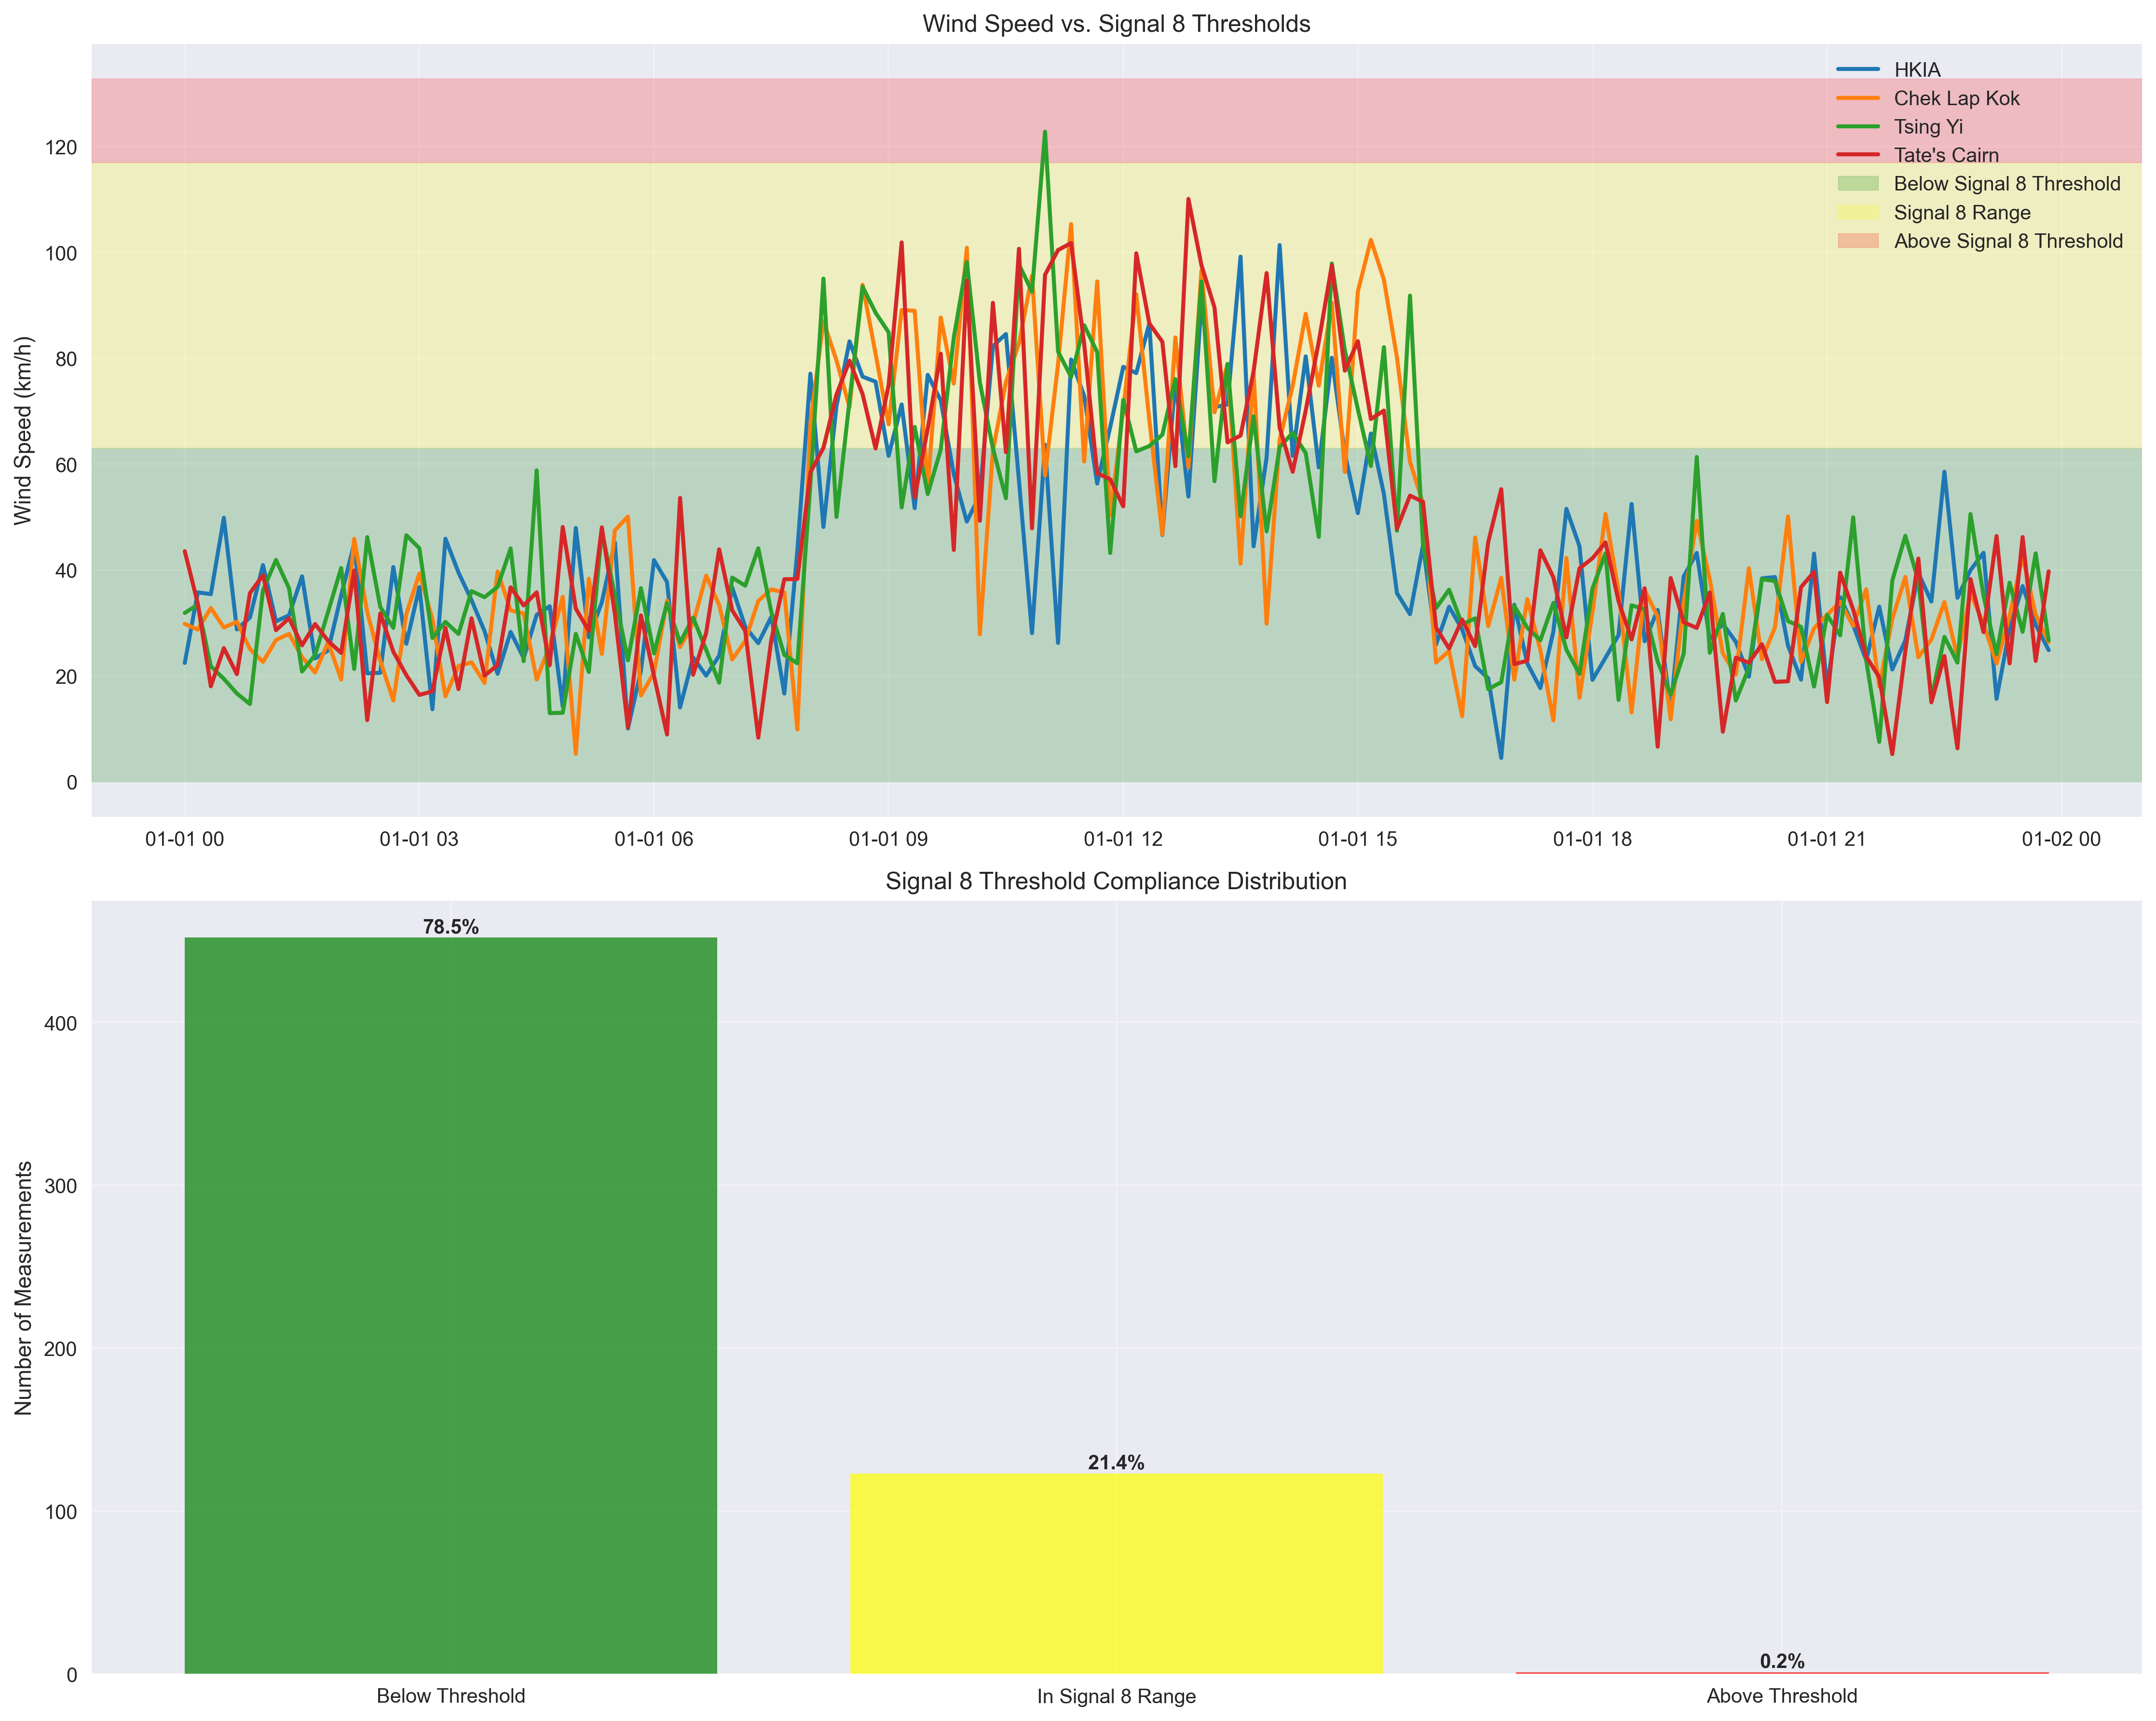 Wind Speed vs. Signal 8 Thresholds
HKIA
Chek Lap Kok
Tsing Yi
Tate's Cairn
Below Signal 8 Threshold
Signal 8 Range
Above Signal 8 Threshold
Wind Speed (km/h)
120
100
80
60
40
20
0
01-01 00
01-01 03
01-01 06
01-01 09
01-01 12
01-01 15
01-01 18
01-01 21
01-02 00
Signal 8 Threshold Compliance Distribution
78.5%
21.4%
0.2%
Number of Measurements
400
300
200
100
0
Below Threshold
In Signal 8 Range
Above Threshold